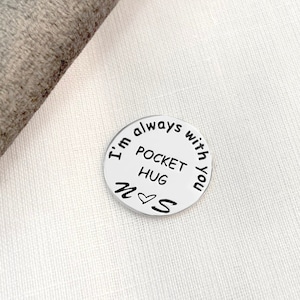 I'm always with you
POCKET
HUG
N♡S